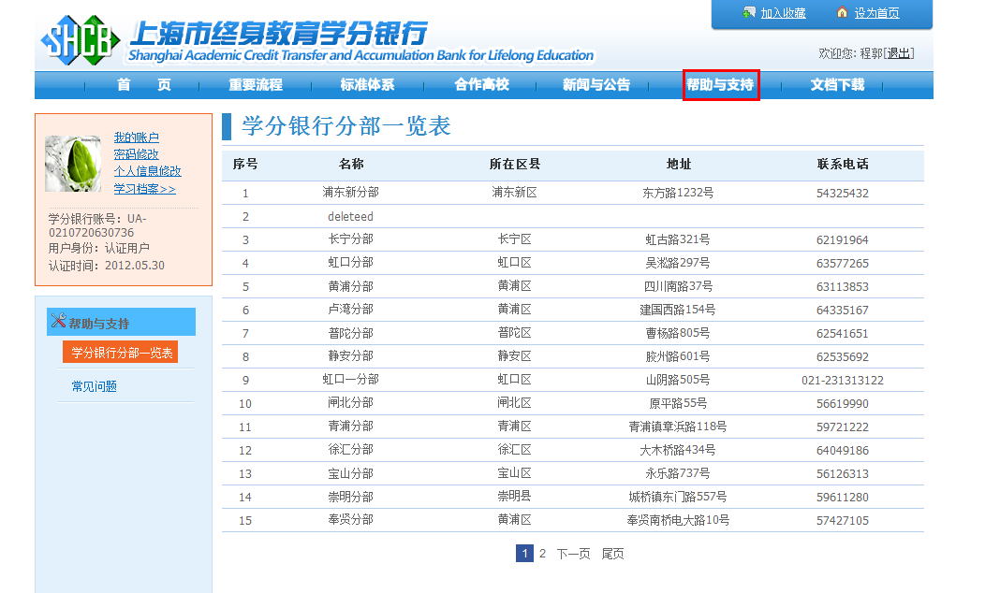 加入收藏 设为首页
SHCB 上海市终身教育学分银行
Shanghai Academic Credit Transfer and Accumulation Bank for Lifelong Education
欢迎您: 程郭[退出]
首 页 重要流程 标准体系 合作高校 新闻与公告 帮助与支持 文档下载
我的账户
密码修改
个人信息修改
学习档案>>
学分银行账号: UA-
0210720630736
用户身份: 认证用户
认证时间: 2012.05.30
帮助与支持
学分银行分部一览表
常见问题
学分银行分部一览表
序号 名称 所在区县 地址 联系电话
1 浦东新分部 浦东新区 东方路1232号 54325432
2 deleteed
3 长宁分部 长宁区 虹古路321号 62191964
4 虹口分部 虹口区 吴淞路297号 63577265
5 黄浦分部 黄浦区 四川南路37号 63113853
6 卢湾分部 黄浦区 建国西路154号 64335167
7 普陀分部 普陀区 曹杨路805号 62541651
8 静安分部 静安区 胶州路601号 62535692
9 虹口一分部 虹口区 山阴路505号 021-231313122
10 闸北分部 闸北区 原平路55号 56619990
11 青浦分部 青浦区 青浦镇章浜路118号 59721222
12 徐汇分部 徐汇区 大木桥路434号 64049186
13 宝山分部 宝山区 永乐路737号 56126313
14 崇明分部 崇明县 城桥镇东门路557号 59611280
15 奉贤分部 黄浦区 奉贤南桥电大路10号 57427105
1 2 下一页 尾页